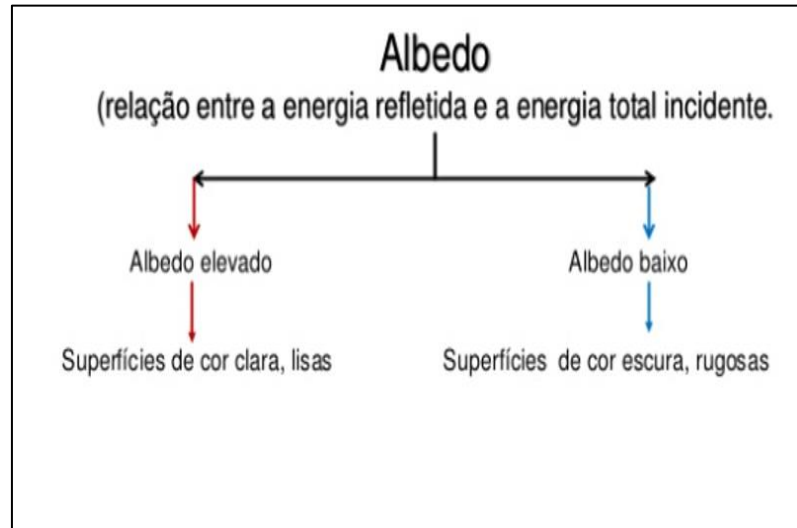 Albedo
(relação entre a energia refletida e a energia total incidente.
Albedo elevado
Albedo baixo
Superfícies de cor clara, lisas
Superfícies de cor escura, rugosas